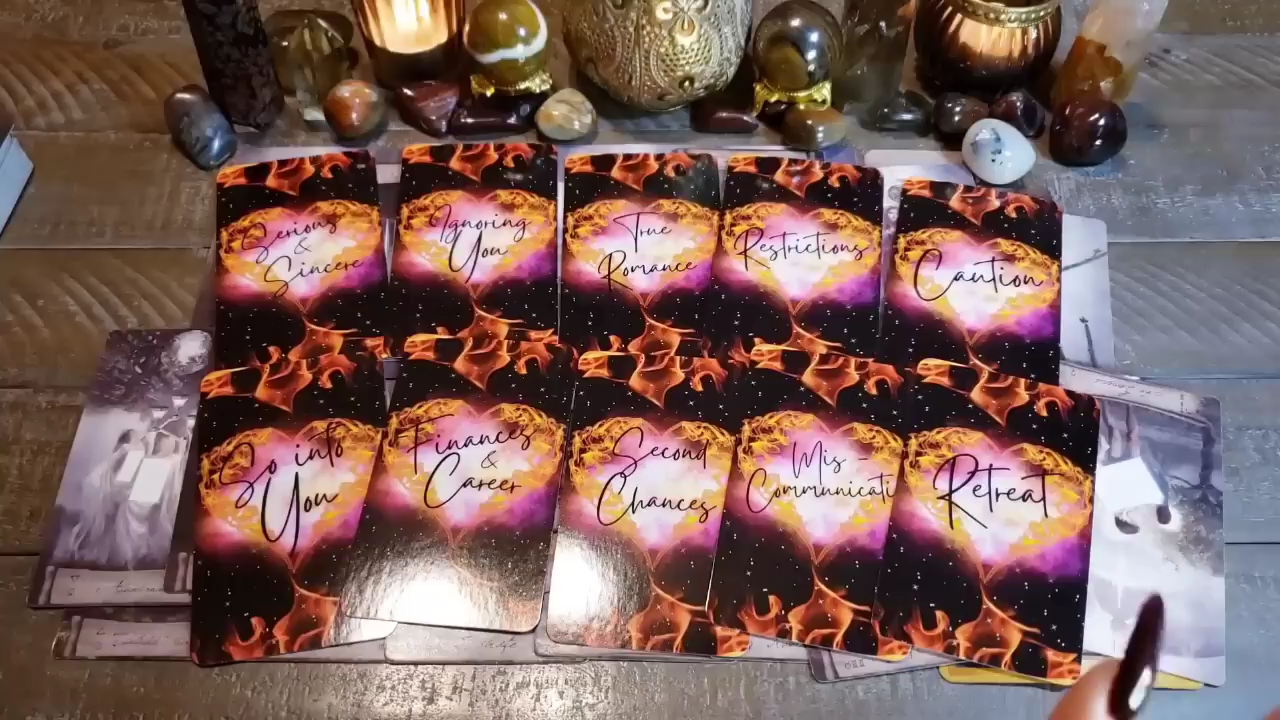 Serious
&
Sincere
Ignoring
You
True
Romance
Restrictions
Caution
So into
You
Finances
&
Career
Second
Chances
Mis -
Communicati
Retreat